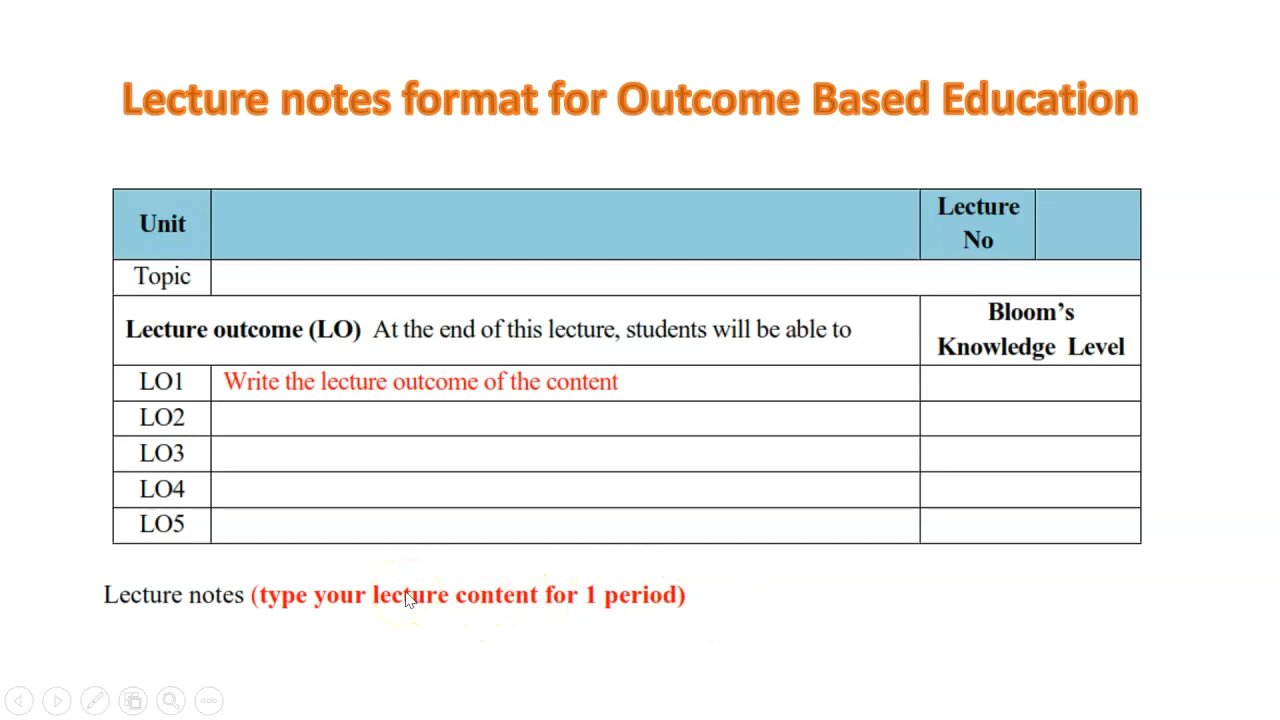 Lecture notes format for Outcome Based Education
Unit
Lecture
No
Topic
Lecture outcome (LO) At the end of this lecture, students will be able to
Bloom’s
Knowledge Level
LO1 Write the lecture outcome of the content
LO2
LO3
LO4
LO5
Lecture notes (type your lecture content for 1 period)